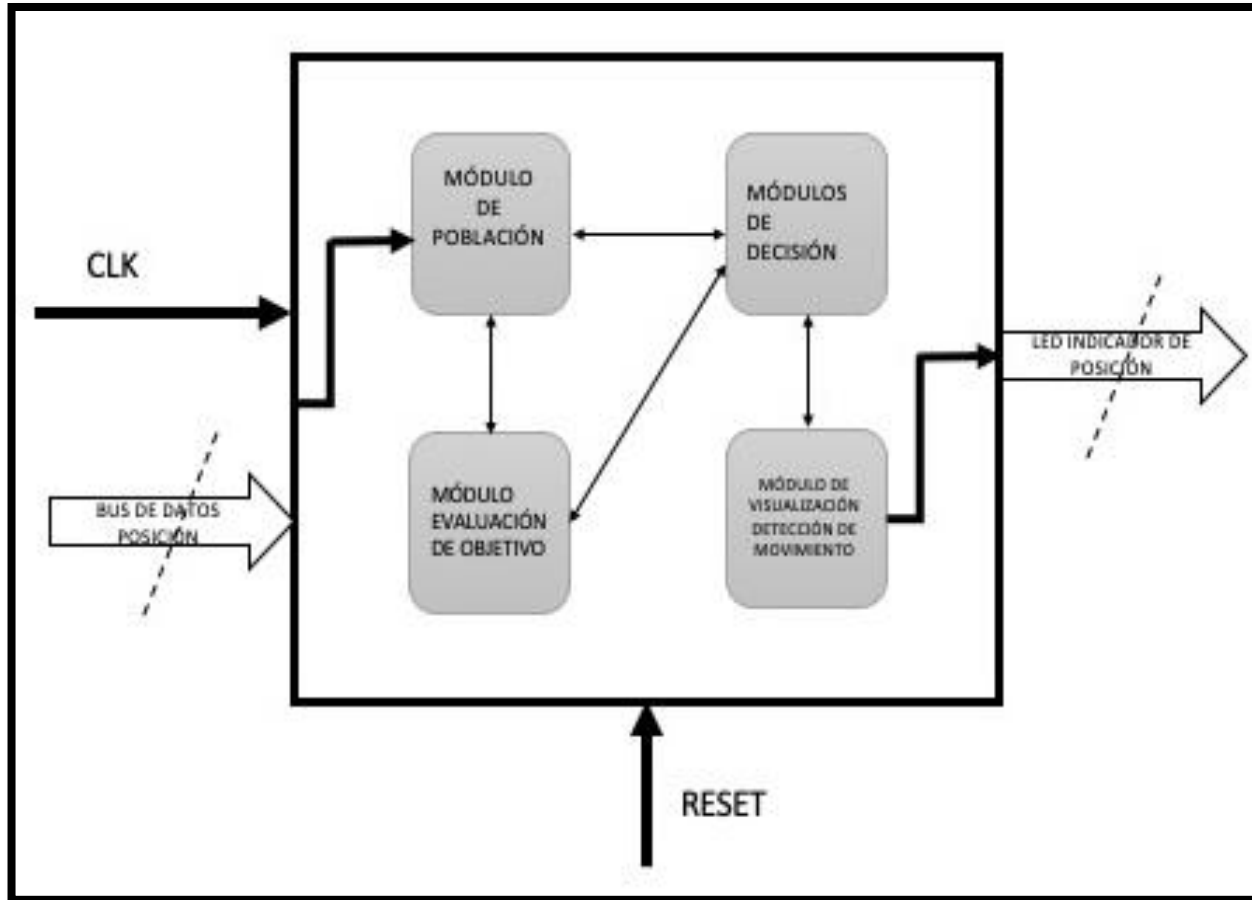 MÓDULO
DE
POBLACIÓN
MÓDULOS
DE
DECISIÓN
CLK
LED INDICADOR DE
POSICIÓN
MÓDULO
EVALUACIÓN
DE OBJETIVO
MÓDULO DE
VISUALIZACIÓN
DETECCIÓN DE
MOVIMIENTO
BUS DE DATOS
POSICIÓN
RESET